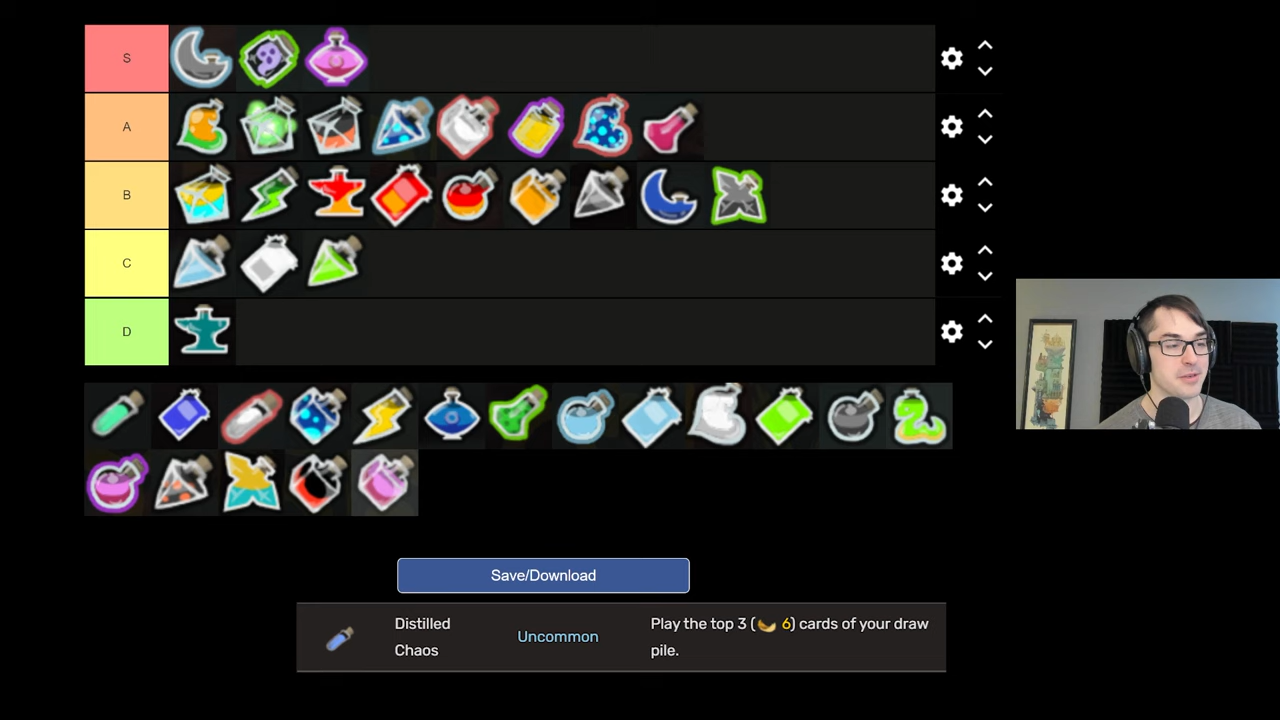 S
A
B
C
D
Save/Download
Distilled Chaos
Uncommon
Play the top 3 ( 6) cards of your draw
pile.